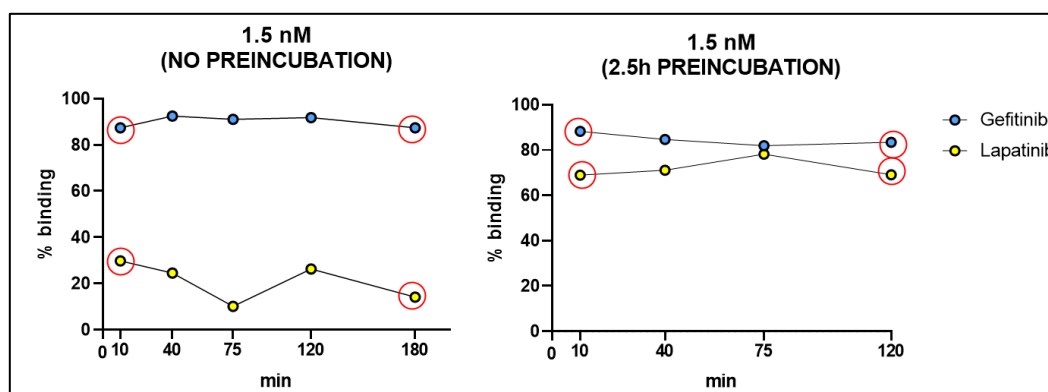 1.5 nM
(NO PREINCUBATION)
100
80
60
40
20
0
% binding
0 10 40 75 120 180
min
1.5 nM
(2.5h PREINCUBATION)
100
80
60
40
20
0
% binding
0 10 40 75 120
min
Gefitinib
Lapatinib